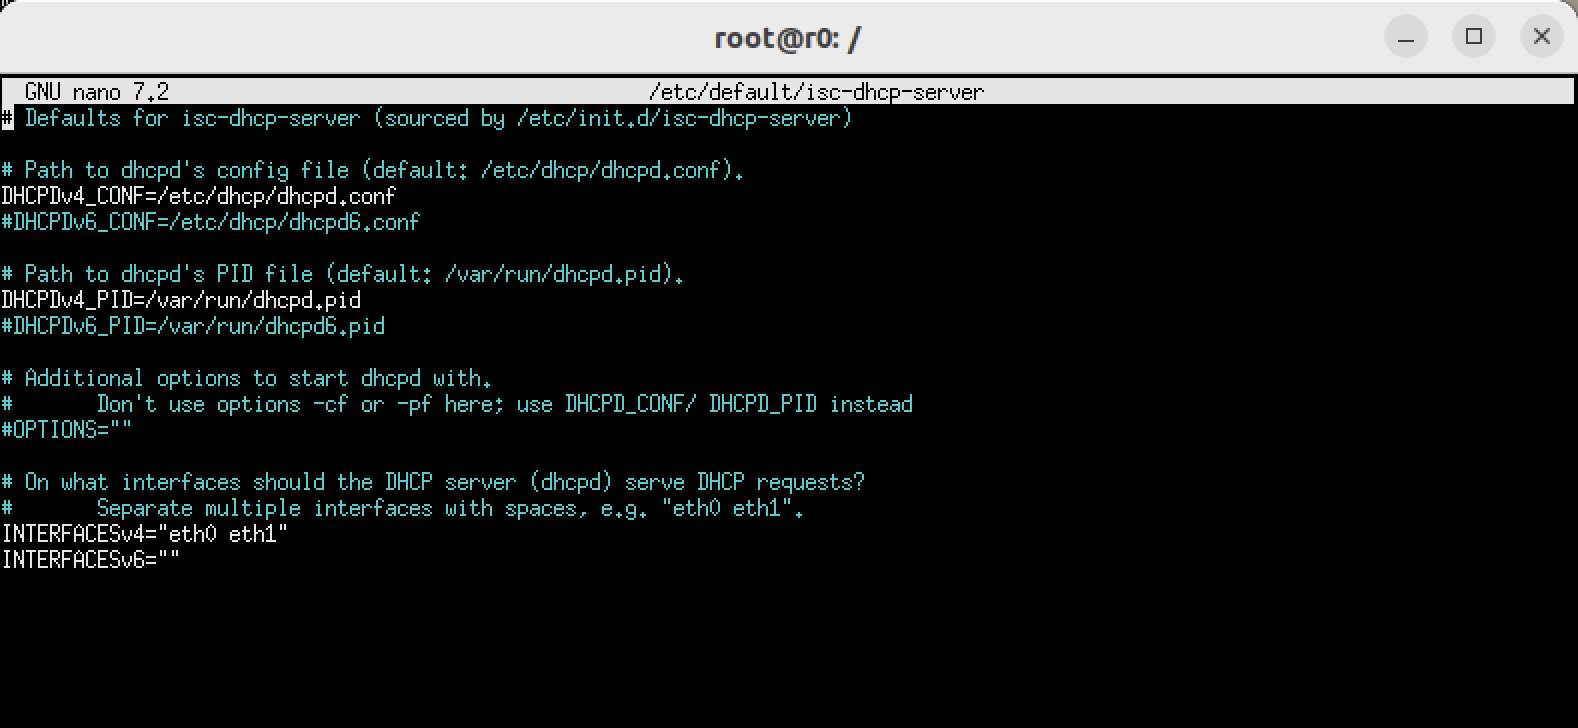 root@r0: /
GNU nano 7.2 /etc/default/isc-dhcp-server
# Defaults for isc-dhcp-server (sourced by /etc/init.d/isc-dhcp-server)
# Path to dhcpd's config file (default: /etc/dhcp/dhcpd.conf).
DHCPDv4_CONF=/etc/dhcp/dhcpd.conf
#DHCPDv6_CONF=/etc/dhcp/dhcpd6.conf
# Path to dhcpd's PID file (default: /var/run/dhcpd.pid).
DHCPDv4_PID=/var/run/dhcpd.pid
#DHCPDv6_PID=/var/run/dhcpd6.pid
# Additional options to start dhcpd with.
#       Don't use options -cf or -pf here; use DHCPD_CONF/ DHCPD_PID instead
#OPTIONS=""
# On what interfaces should the DHCP server (dhcpd) serve DHCP requests?
#       Separate multiple interfaces with spaces, e.g. "eth0 eth1".
INTERFACESv4="eth0 eth1"
INTERFACESv6=""